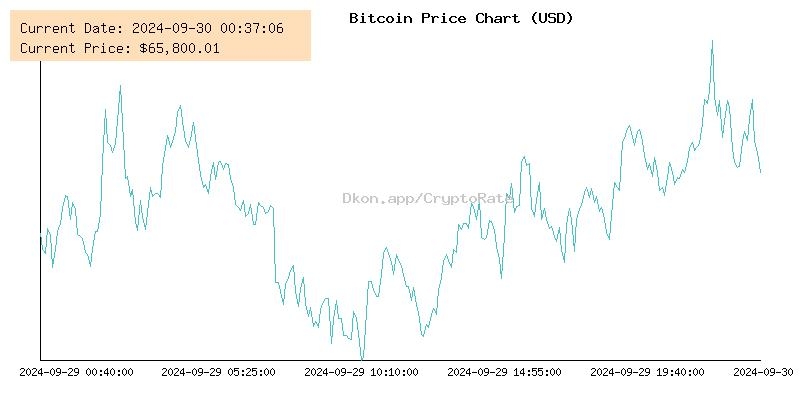 Bitcoin Price Chart (USD)
Current Date: 2024-09-30 00:37:06
Current Price: $65,800.01
Dkon.app/CryptoRate
2024-09-29 00:40:00 2024-09-29 05:25:00 2024-09-29 10:10:00 2024-09-29 14:55:00 2024-09-29 19:40:00 2024-09-30